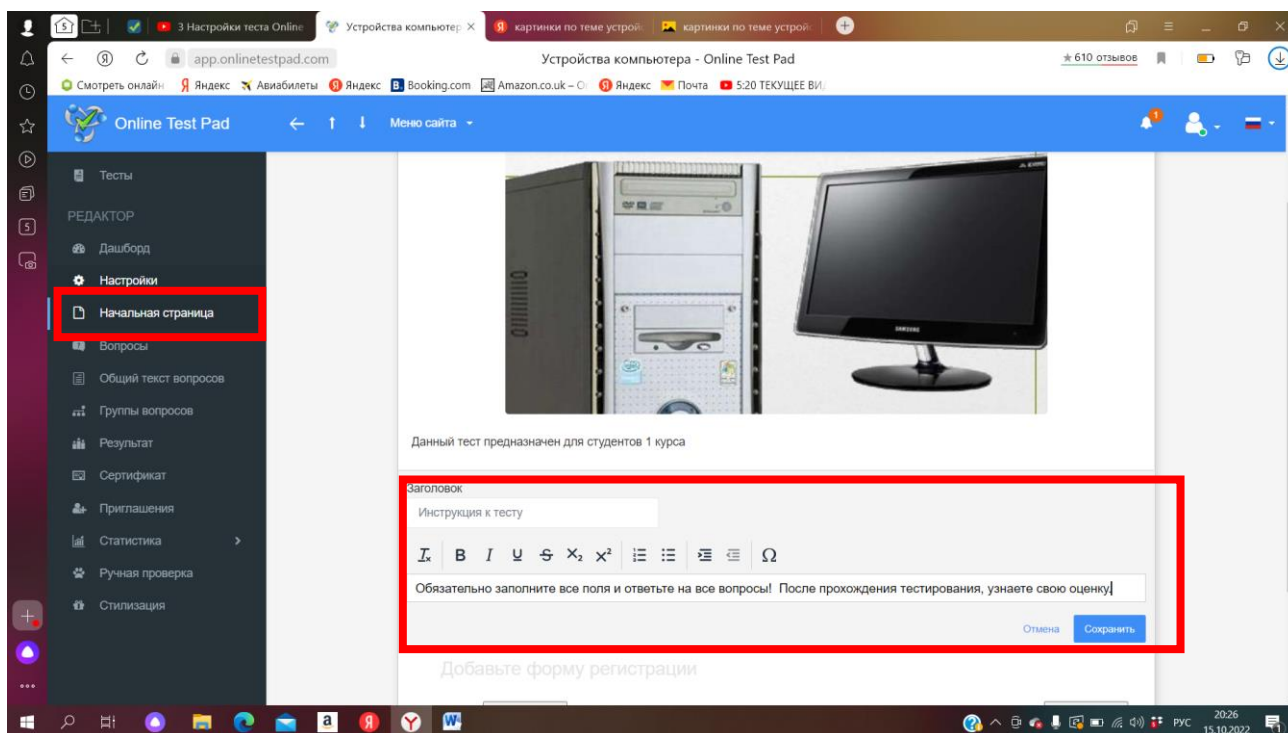 5
3 Настройки теста Online
Устройства компьютер
картинки по теме устрой
картинки по теме устрой
app.onlinetestpad.com
Устройства компьютера - Online Test Pad
610 отзывов
Смотреть онлайн
Яндекс
Авиабилеты
Яндекс
Booking.com
Amazon.co.uk – O
Яндекс
Почта
5:20 ТЕКУЩЕЕ ВИ
Online Test Pad
Меню сайта
1
Тесты
РЕДАКТОР
Дашборд
Настройки
Начальная страница
Вопросы
Общий текст вопросов
Группы вопросов
Результат
Сертификат
Приглашения
Статистика
Ручная проверка
Стилизация
5
SAMSUNG
Данный тест предназначен для студентов 1 курса
Заголовок
Инструкция к тесту
Обязательно заполните все поля и ответьте на все вопросы! После прохождения тестирования, узнаете свою оценку
Отмена
Сохранить
Добавьте форму регистрации
РУС
20:26
15.10.2022